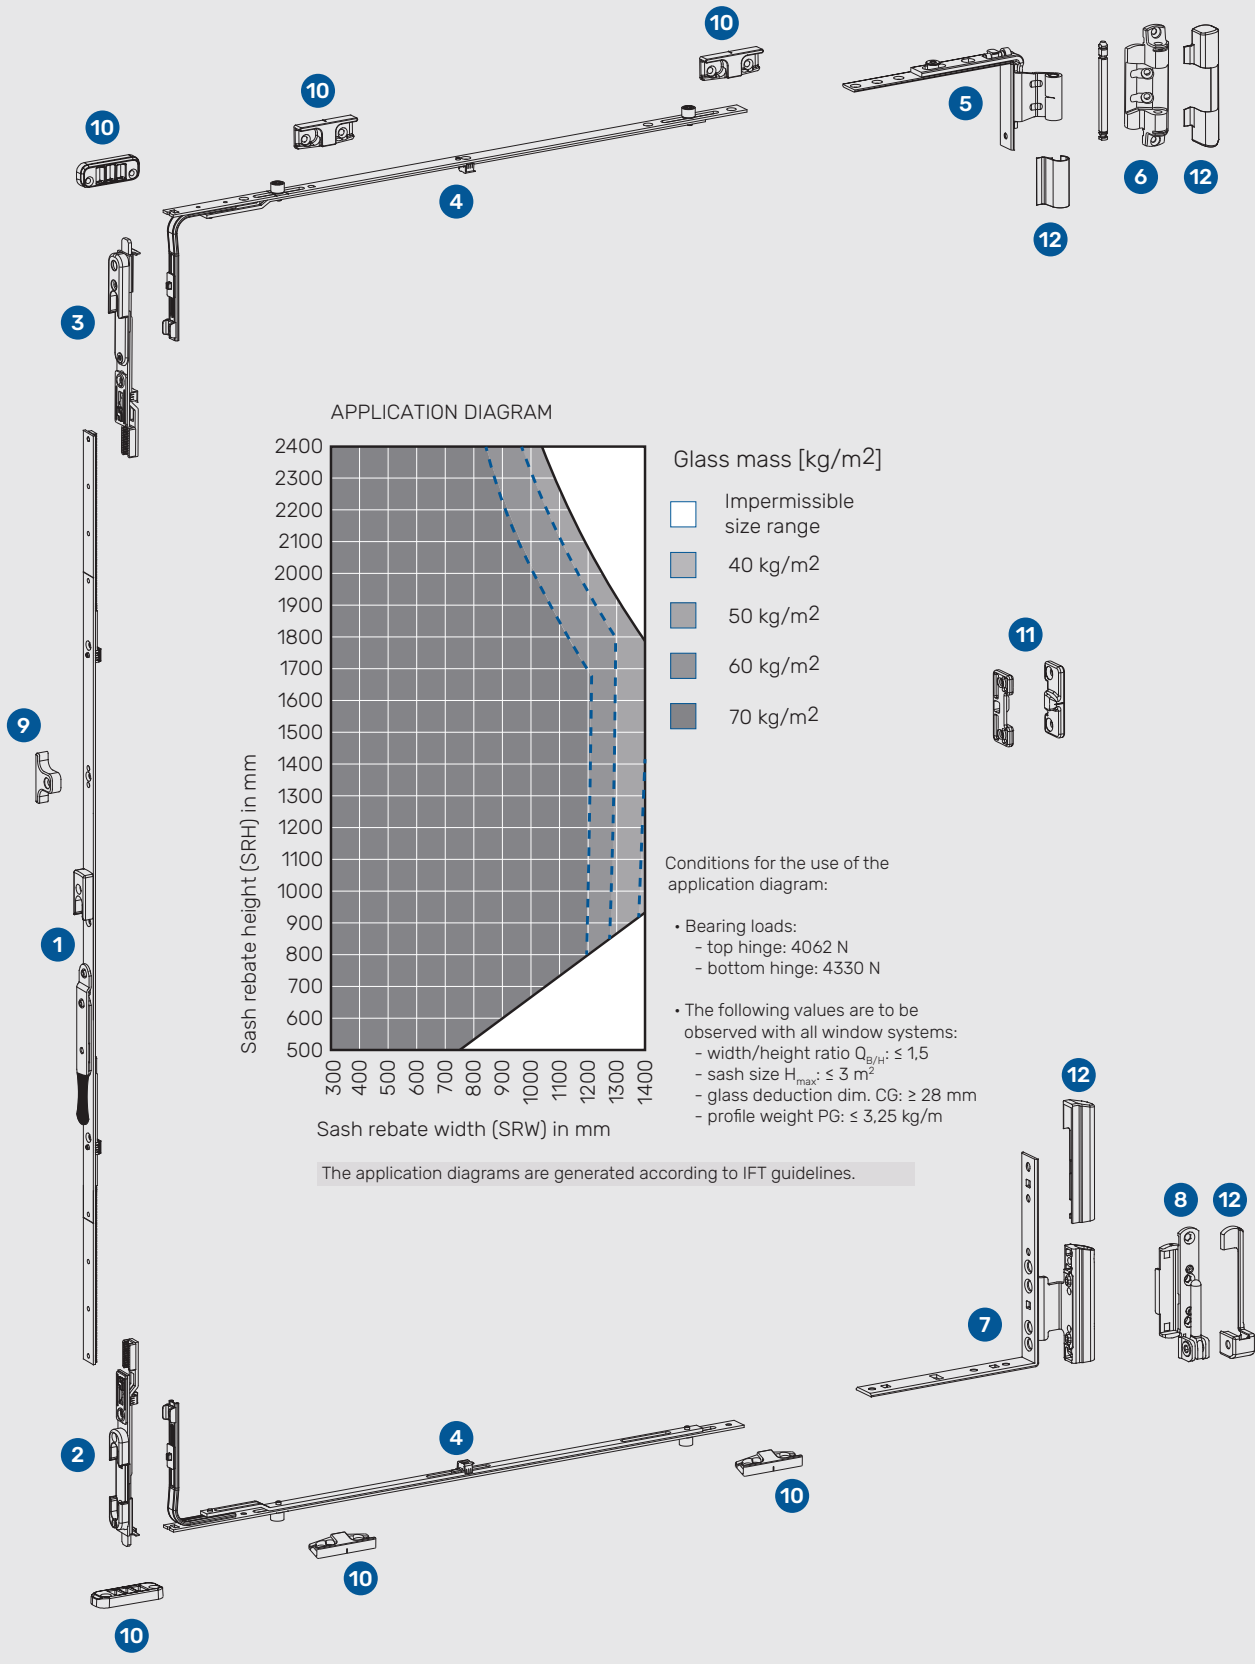 10
10
10
5
6
12
4
12
3
APPLICATION DIAGRAM
2400
2300
2200
2100
2000
1900
1800
1700
1600
1500
1400
1300
1200
1100
1000
900
800
700
600
500
Sash rebate height (SRH) in mm
300
400
500
600
700
800
900
1000
1100
1200
1300
1400
Sash rebate width (SRW) in mm
The application diagrams are generated according to IFT guidelines.
Glass mass [kg/m2]
Impermissible
size range
40 kg/m2
50 kg/m2
60 kg/m2
70 kg/m2
11
9
1
Conditions for the use of the
application diagram:
• Bearing loads:
- top hinge: 4062 N
- bottom hinge: 4330 N
• The following values are to be
observed with all window systems:
- width/height ratio Q_B/H: ≤ 1,5
- sash size H_max: ≤ 3 m²
- glass deduction dim. CG: ≥ 28 mm
- profile weight PG: ≤ 3,25 kg/m
12
8
12
7
2
4
10
10
10